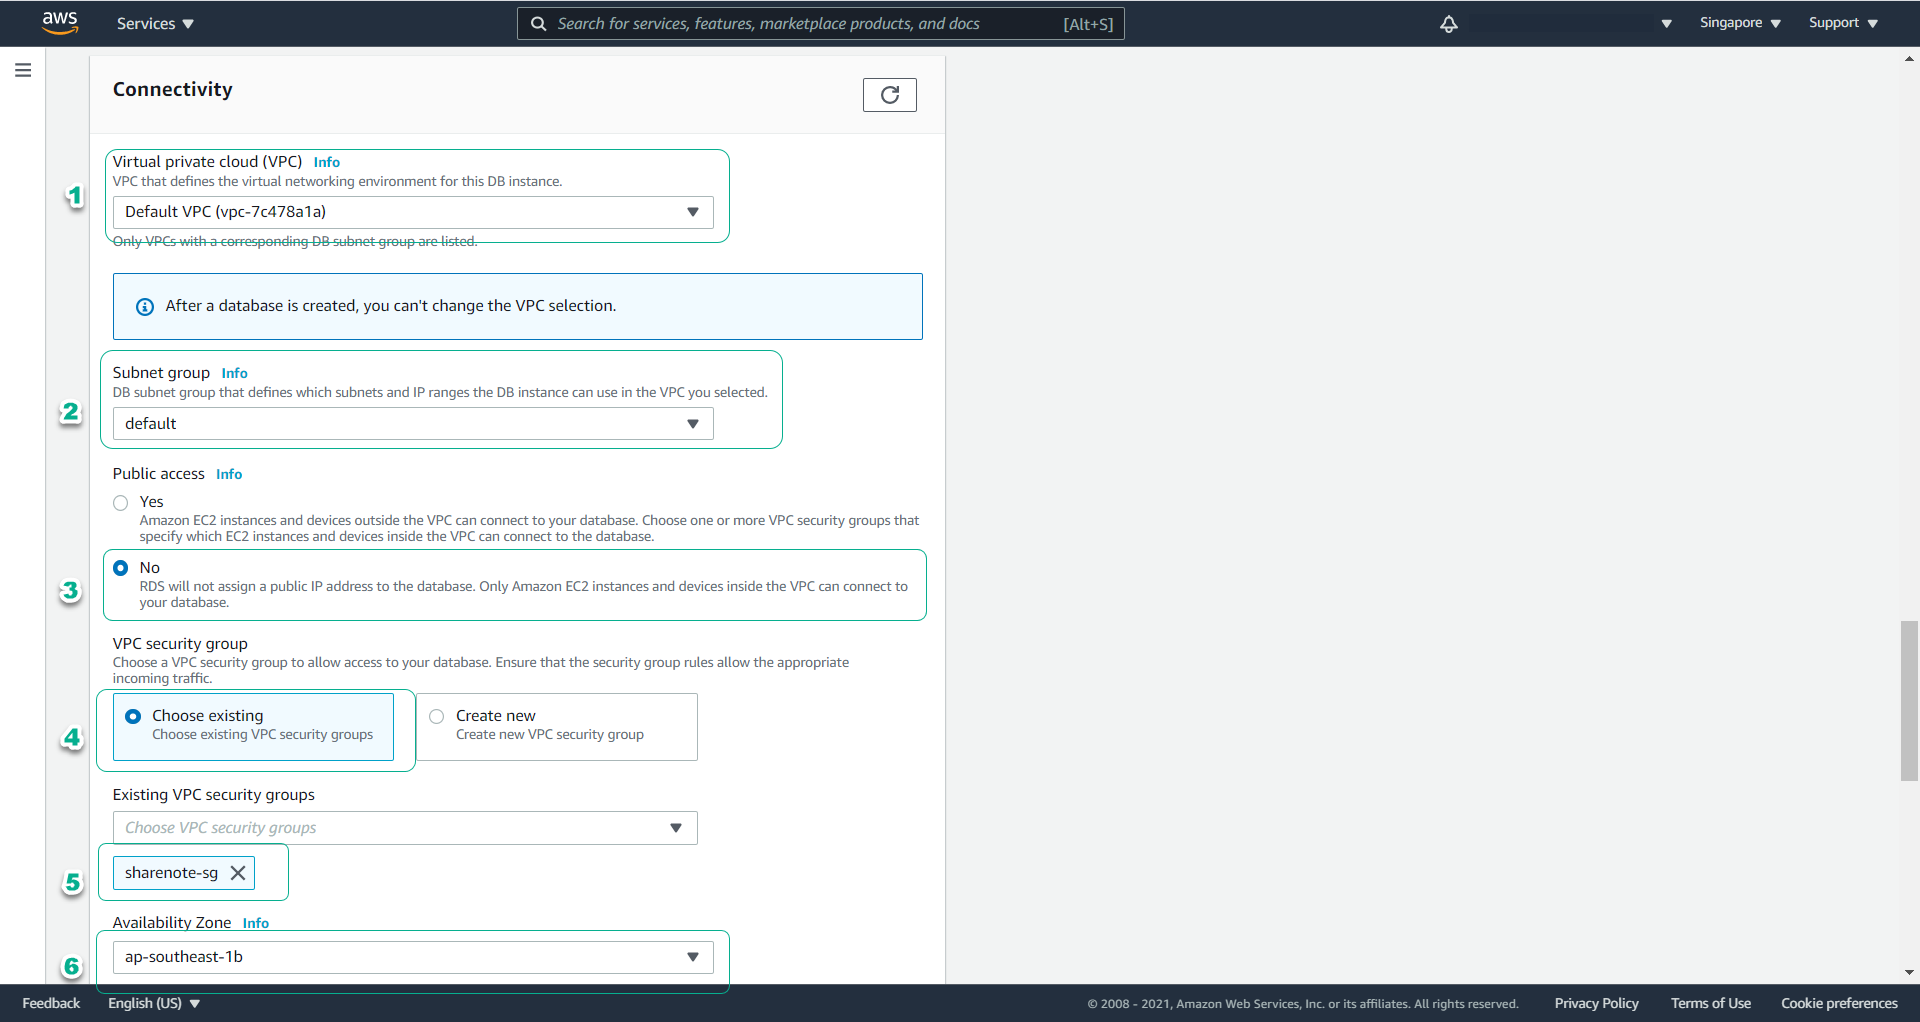 aws
Services
Search for services, features, marketplace products, and docs [Alt+S]
Singapore
Support
Connectivity
1
Virtual private cloud (VPC) Info
VPC that defines the virtual networking environment for this DB instance.
Default VPC (vpc-7c478a1a)
Only VPCs with a corresponding DB subnet group are listed.
After a database is created, you can't change the VPC selection.
2
Subnet group Info
DB subnet group that defines which subnets and IP ranges the DB instance can use in the VPC you selected.
default
Public access Info
Yes
Amazon EC2 instances and devices outside the VPC can connect to your database. Choose one or more VPC security groups that
specify which EC2 instances and devices inside the VPC can connect to the database.
3
No
RDS will not assign a public IP address to the database. Only Amazon EC2 instances and devices inside the VPC can connect to
your database.
VPC security group
Choose a VPC security group to allow access to your database. Ensure that the security group rules allow the appropriate
incoming traffic.
4
Choose existing
Choose existing VPC security groups
Create new
Create new VPC security group
Existing VPC security groups
Choose VPC security groups
5
sharenote-sg
Availability Zone Info
6
ap-southeast-1b
Feedback
English (US)
© 2008 - 2021, Amazon Web Services, Inc. or its affiliates. All rights reserved.
Privacy Policy
Terms of Use
Cookie preferences